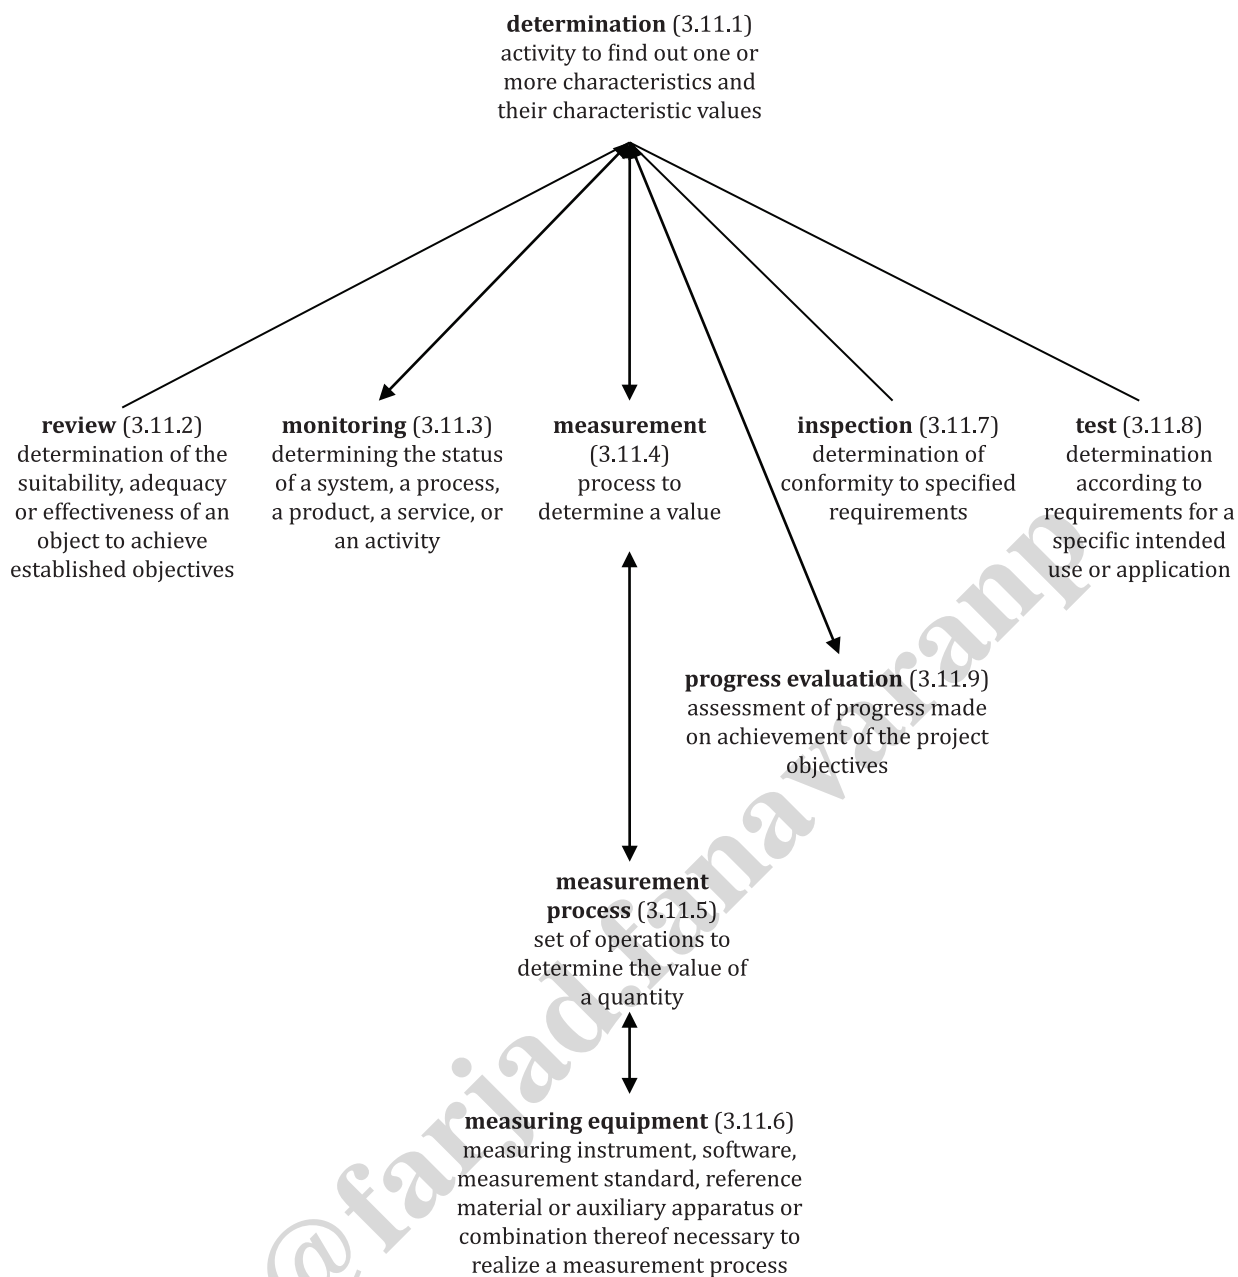 determination (3.11.1)
activity to find out one or
more characteristics and
their characteristic values
review (3.11.2)
determination of the
suitability, adequacy
or effectiveness of an
object to achieve
established objectives
monitoring (3.11.3)
determining the status
of a system, a process,
a product, a service, or
an activity
measurement
(3.11.4)
process to
determine a value
inspection (3.11.7)
determination of
conformity to specified
requirements
test (3.11.8)
determination
according to
requirements for a
specific intended
use or application
progress evaluation (3.11.9)
assessment of progress made
on achievement of the project
objectives
measurement
process (3.11.5)
set of operations to
determine the value of
a quantity
measuring equipment (3.11.6)
measuring instrument, software,
measurement standard, reference
material or auxiliary apparatus or
combination thereof necessary to
realize a measurement process
@farjad.fanavaranp